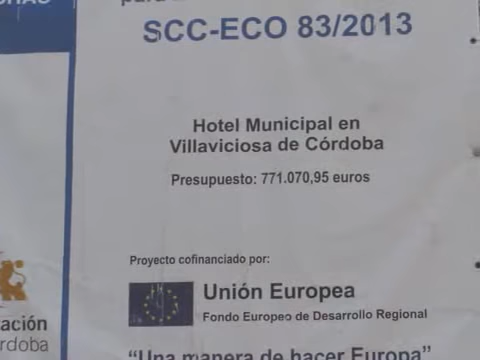 SCC-ECO 83/2013
Hotel Municipal en
Villaviciosa de Córdoba
Presupuesto: 771.070,95 euros
Proyecto cofinanciado por:
Unión Europea
Fondo Europeo de Desarrollo Regional
ación
rdoba
“Una manera de hacer Europa”